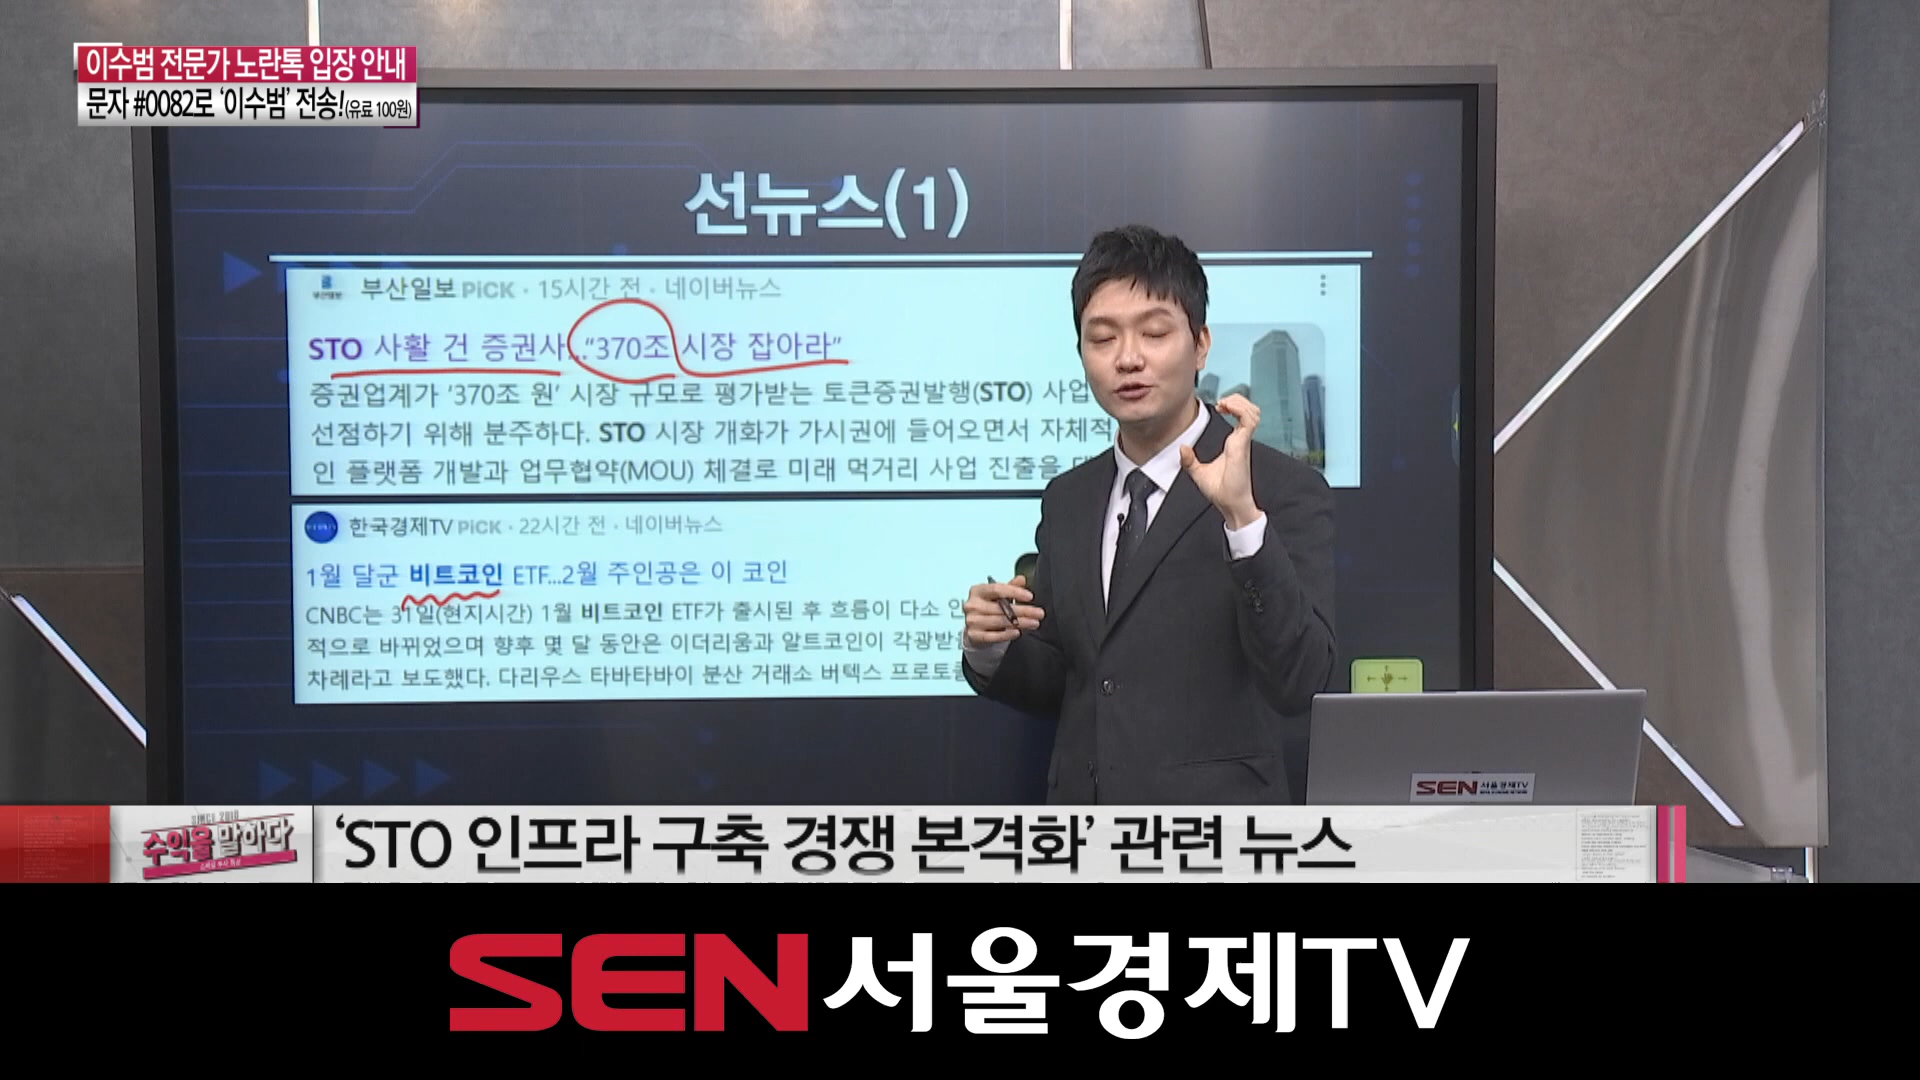 이수범 전문가 노란톡 입장 안내
문자 #0082로 ‘이수범’ 전송!(유료 100원)
선뉴스(1)
부산일보 PiCK · 15시간 전 · 네이버뉴스
STO 사활 건 증권사…"370조 시장 잡아라"
증권업계가 ‘370조 원’ 시장 규모로 평가받는 토큰증권발행(STO) 사업
선점하기 위해 분주하다. STO 시장 개화가 가시권에 들어오면서 자체적
인 플랫폼 개발과 업무협약(MOU) 체결로 미래 먹거리 사업 진출을
한국경제TV PiCK · 22시간 전 · 네이버뉴스
1월 달군 비트코인 ETF...2월 주인공은 이 코인
CNBC는 31일(현지시간) 1월 비트코인 ETF가 출시된 후 흐름이 다소
적으로 바뀌었으며 향후 몇 달 동안은 이더리움과 알트코인이 각광받을
차례라고 보도했다. 다리우스 타바타바이 분산 거래소 버텍스 프로토콜
SEN 서울경제TV
수익을 말하다
‘STO 인프라 구축 경쟁 본격화’ 관련 뉴스
SEN 서울경제TV